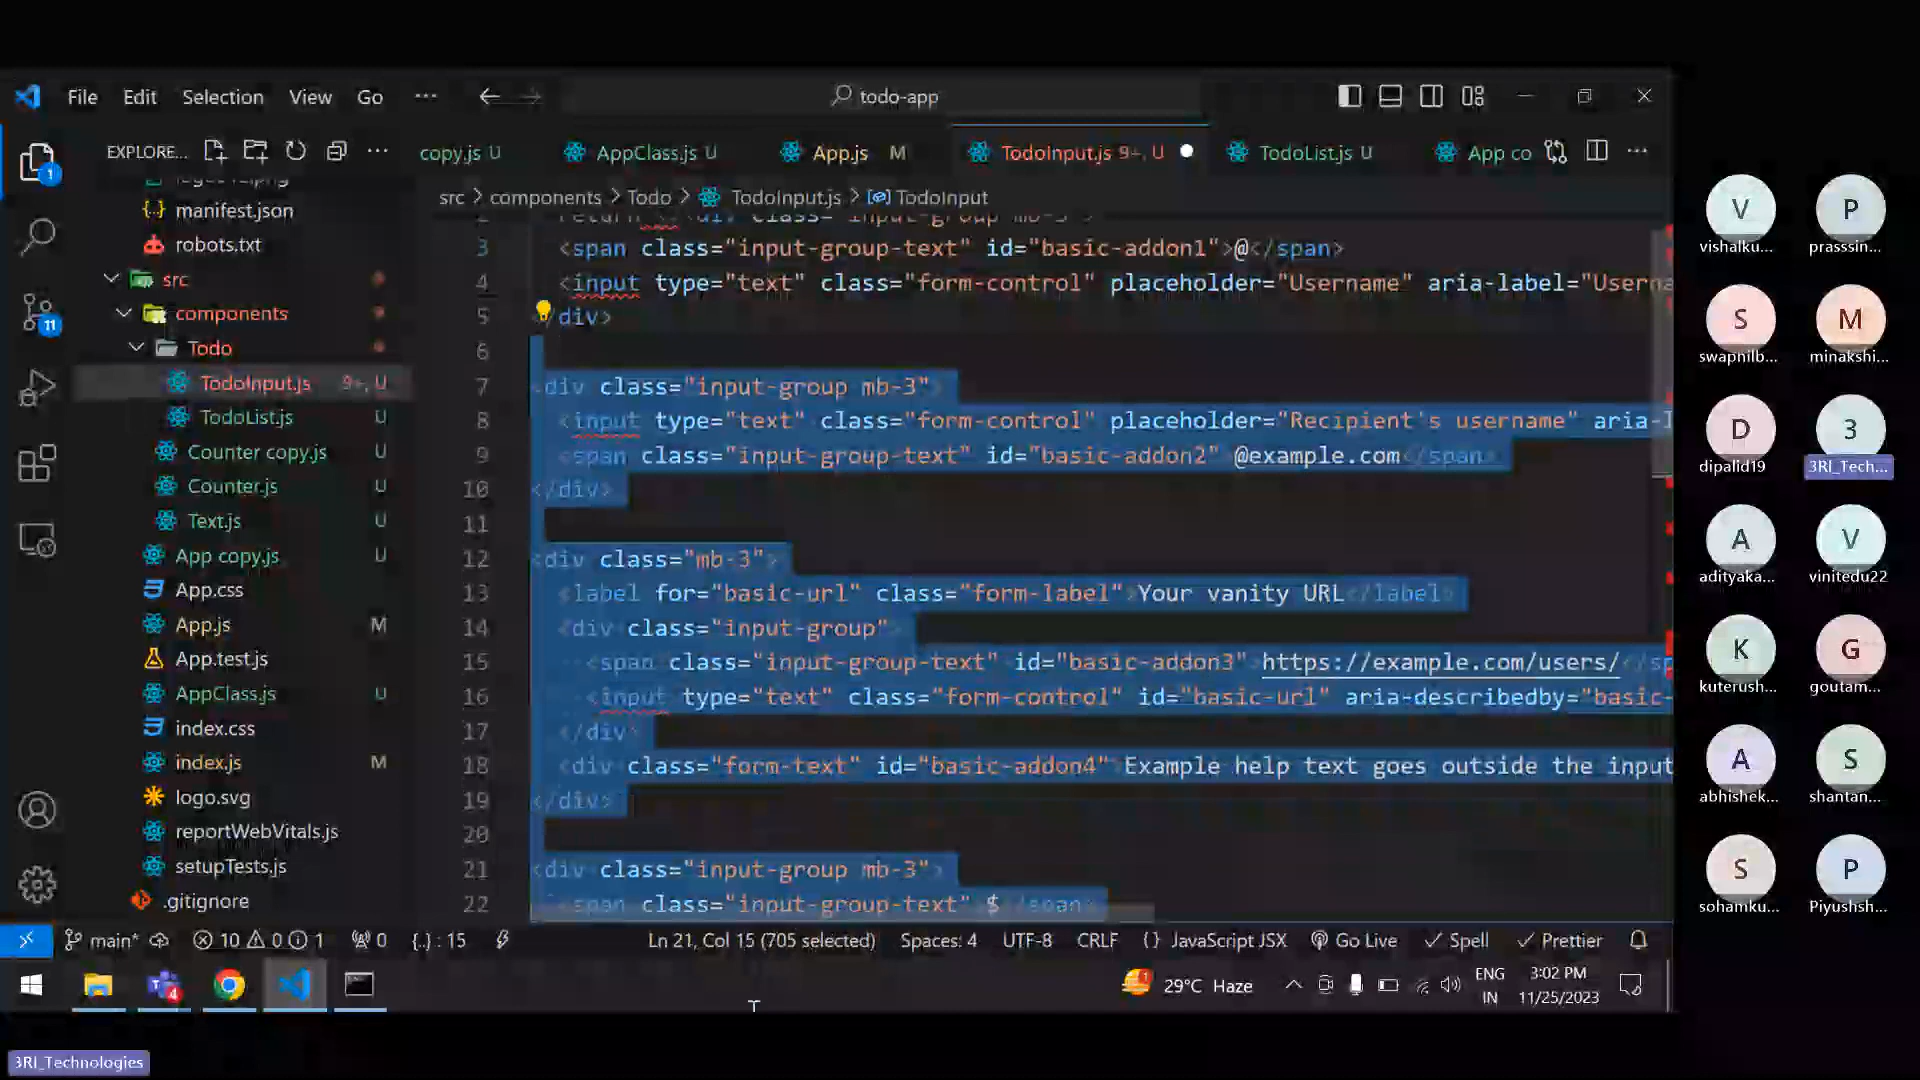 File Edit Selection View Go ··· todo-app
EXPLORE... copy.js U AppClass.js U App.js M TodoInput.js 9+, U TodoList.js U App co
src > components > Todo > TodoInput.js > TodoInput
manifest.json
robots.txt
src
components
Todo
TodoInput.js 9+, U
TodoList.js U
Counter copy.js U
Counter.js U
Text.js U
App copy.js U
App.css
App.js M
App.test.js
AppClass.js U
index.css
index.js M
logo.svg
reportWebVitals.js
setupTests.js
.gitignore
3 <span class="input-group-text" id="basic-addon1">@</span>
4 <input type="text" class="form-control" placeholder="Username" aria-label="Userna
5 </div>
6
7 <div class="input-group mb-3">
8 <input type="text" class="form-control" placeholder="Recipient's username" aria-l
9 <span class="input-group-text" id="basic-addon2">@example.com</span>
10 </div>
11
12 <div class="mb-3">
13 <label for="basic-url" class="form-label">Your vanity URL</label>
14 <div class="input-group">
15 <span class="input-group-text" id="basic-addon3">https://example.com/users/</sp
16 <input type="text" class="form-control" id="basic-url" aria-describedby="basic-
17 </div>
18 <div class="form-text" id="basic-addon4">Example help text goes outside the input
19 </div>
20
21 <div class="input-group mb-3">
22 <span class="input-group-text">$</span>
1
11
main* 10 0 1 0 {..} : 15 Ln 21, Col 15 (705 selected) Spaces: 4 UTF-8 CRLF {} JavaScript JSX Go Live Spell Prettier
4 1 29°C Haze ENG IN 3:02 PM 11/25/2023
V P
vishalku... prasssin...
S M
swapnilb... minakshi...
D 3
dipalid19 3RI_Tech...
A V
adityaka... vinitedu22
K G
kuterush... goutam...
A S
abhishek... shantan...
S P
sohamku... Piyushsh...
3RI_Technologies